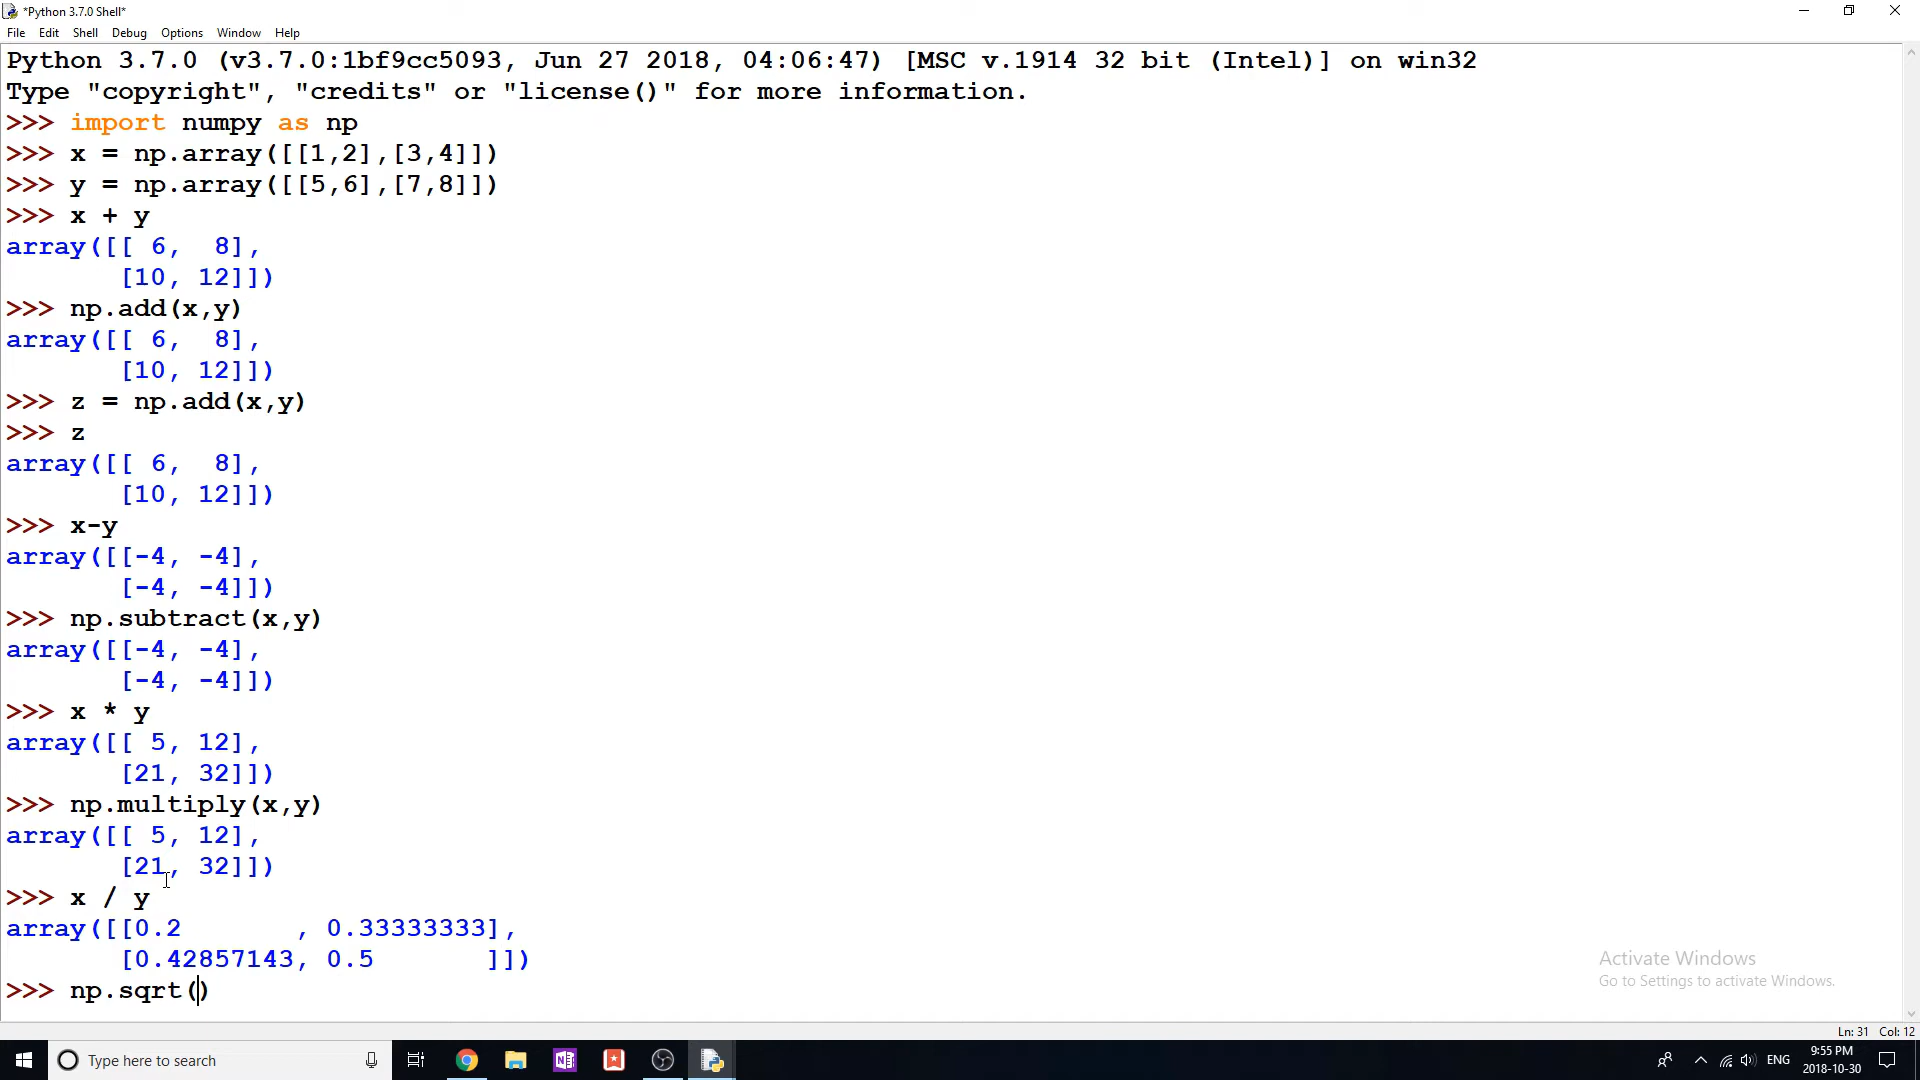 *Python 3.7.0 Shell*
File Edit Shell Debug Options Window Help
Python 3.7.0 (v3.7.0:1bf9cc5093, Jun 27 2018, 04:06:47) [MSC v.1914 32 bit (Intel)] on win32
Type "copyright", "credits" or "license()" for more information.
>>> import numpy as np
>>> x = np.array([[1,2],[3,4]])
>>> y = np.array([[5,6],[7,8]])
>>> x + y
array([[ 6,  8],
       [10, 12]])
>>> np.add(x,y)
array([[ 6,  8],
       [10, 12]])
>>> z = np.add(x,y)
>>> z
array([[ 6,  8],
       [10, 12]])
>>> x-y
array([[-4, -4],
       [-4, -4]])
>>> np.subtract(x,y)
array([[-4, -4],
       [-4, -4]])
>>> x * y
array([[ 5, 12],
       [21, 32]])
>>> np.multiply(x,y)
array([[ 5, 12],
       [21, 32]])
>>> x / y
array([[0.2       , 0.33333333],
       [0.42857143, 0.5       ]])
>>> np.sqrt()
Activate Windows
Go to Settings to activate Windows.
Ln: 31 Col: 12
Type here to search
ENG
9:55 PM
2018-10-30